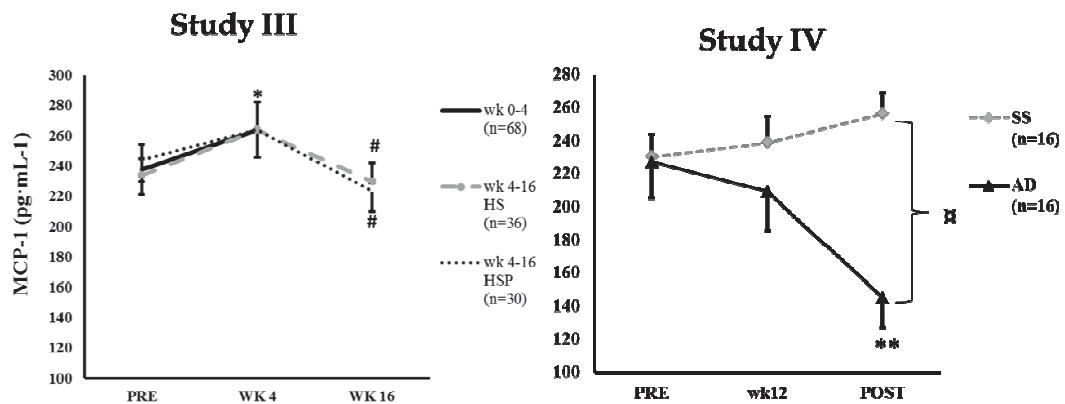 Study III
MCP-1 (pg·mL-1)
300
280
260
240
220
200
180
160
140
120
100
*
#
#
PRE
WK 4
WK 16
wk 0-4
(n=68)
wk 4-16
HS
(n=36)
wk 4-16
HSP
(n=30)
Study IV
280
260
240
220
200
180
160
140
120
100
¤
**
PRE
wk12
POST
SS
(n=16)
AD
(n=16)